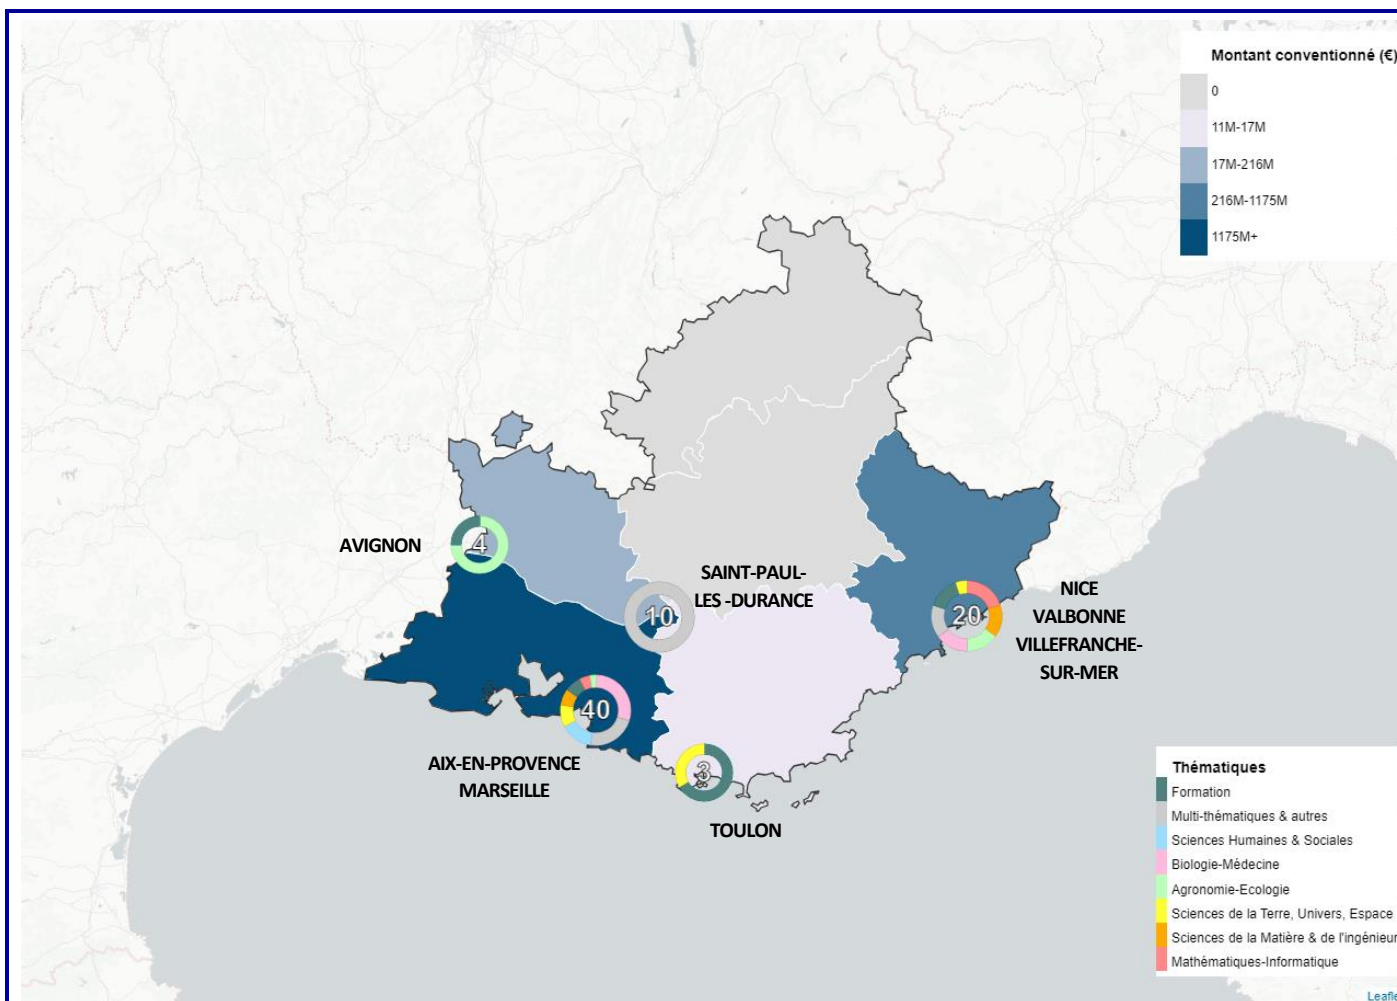 Montant conventionné (€)
0
11M-17M
17M-216M
216M-1175M
1175M+
AVIGNON
4
SAINT-PAUL-
LES -DURANCE
10
NICE
VALBONNE
VILLEFRANCHE-
SUR-MER
20
40
AIX-EN-PROVENCE
MARSEILLE
3
TOULON
Thématiques
Formation
Multi-thématiques & autres
Sciences Humaines & Sociales
Biologie-Médecine
Agronomie-Ecologie
Sciences de la Terre, Univers, Espace
Sciences de la Matière & de l'ingénieur
Mathématiques-Informatique